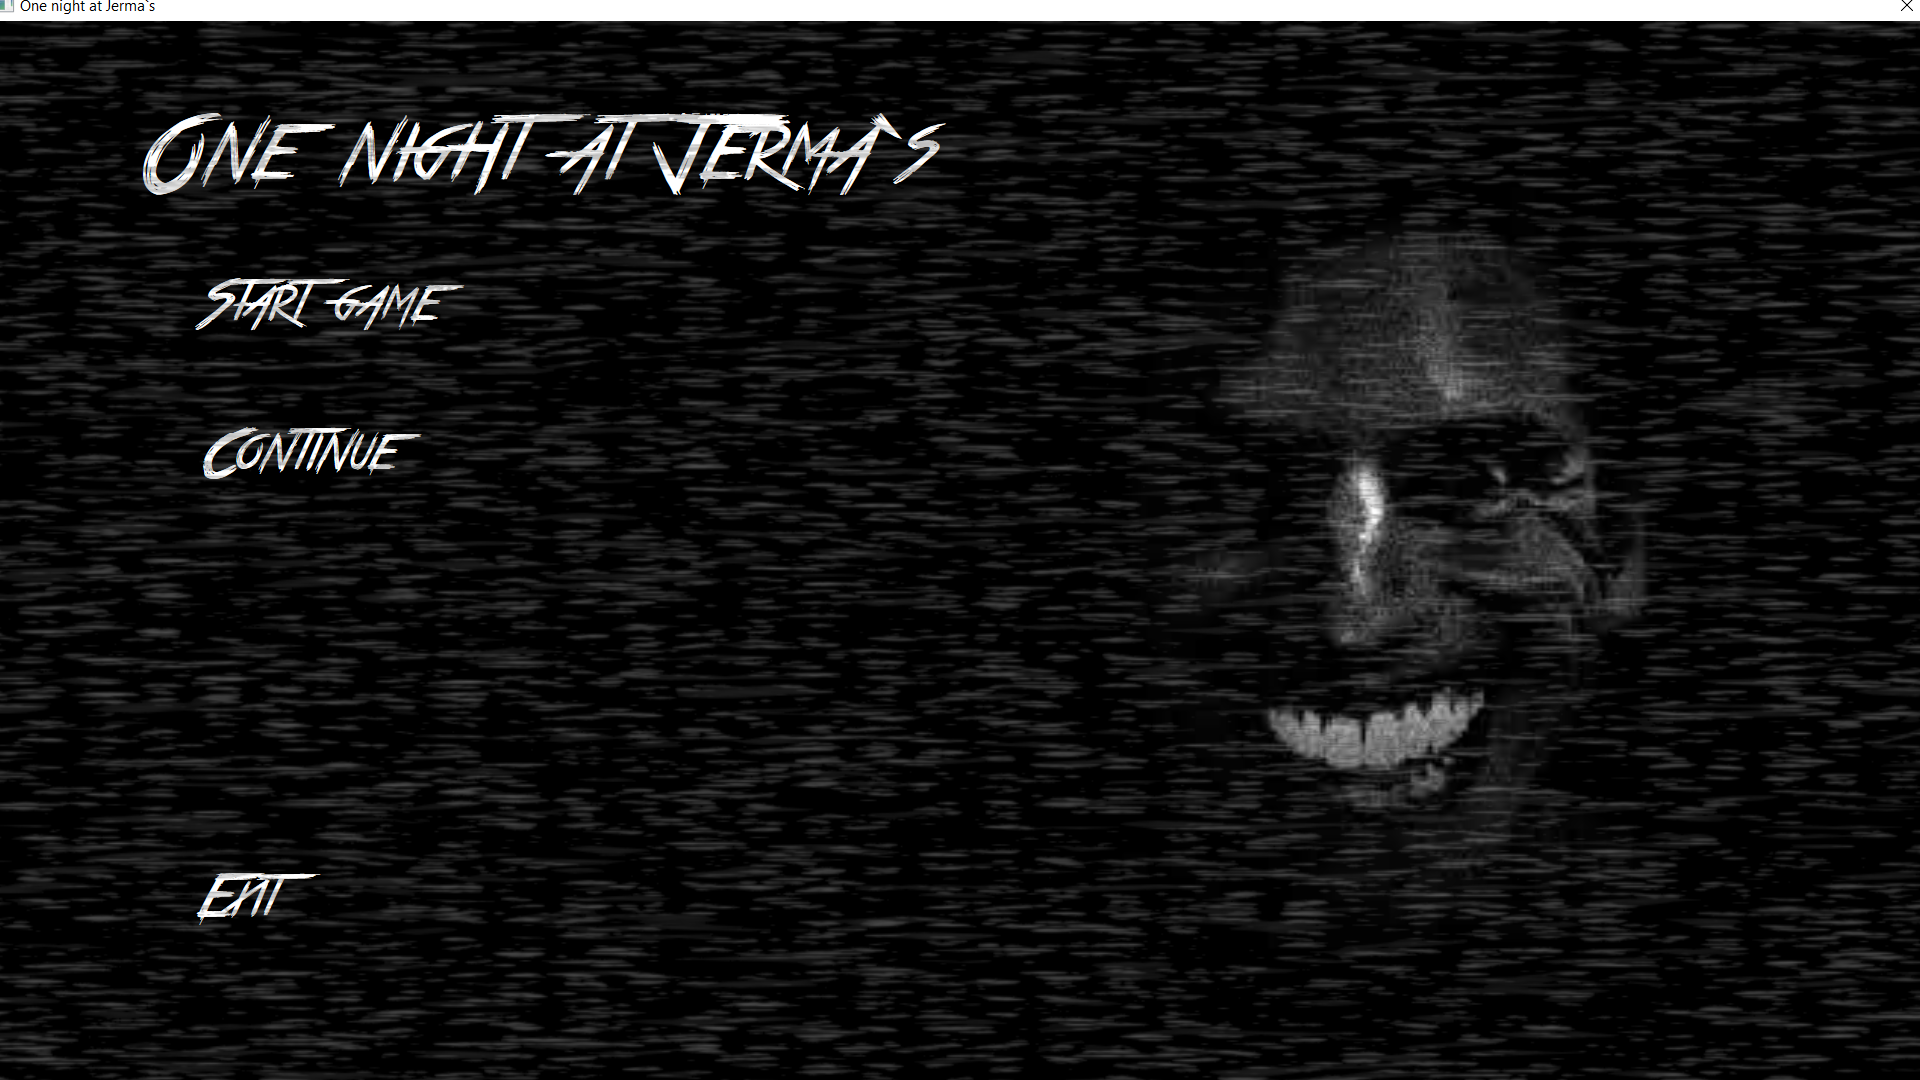 One night at Jerma`s
One night at Jerma`s
Start game
Continue
Exit